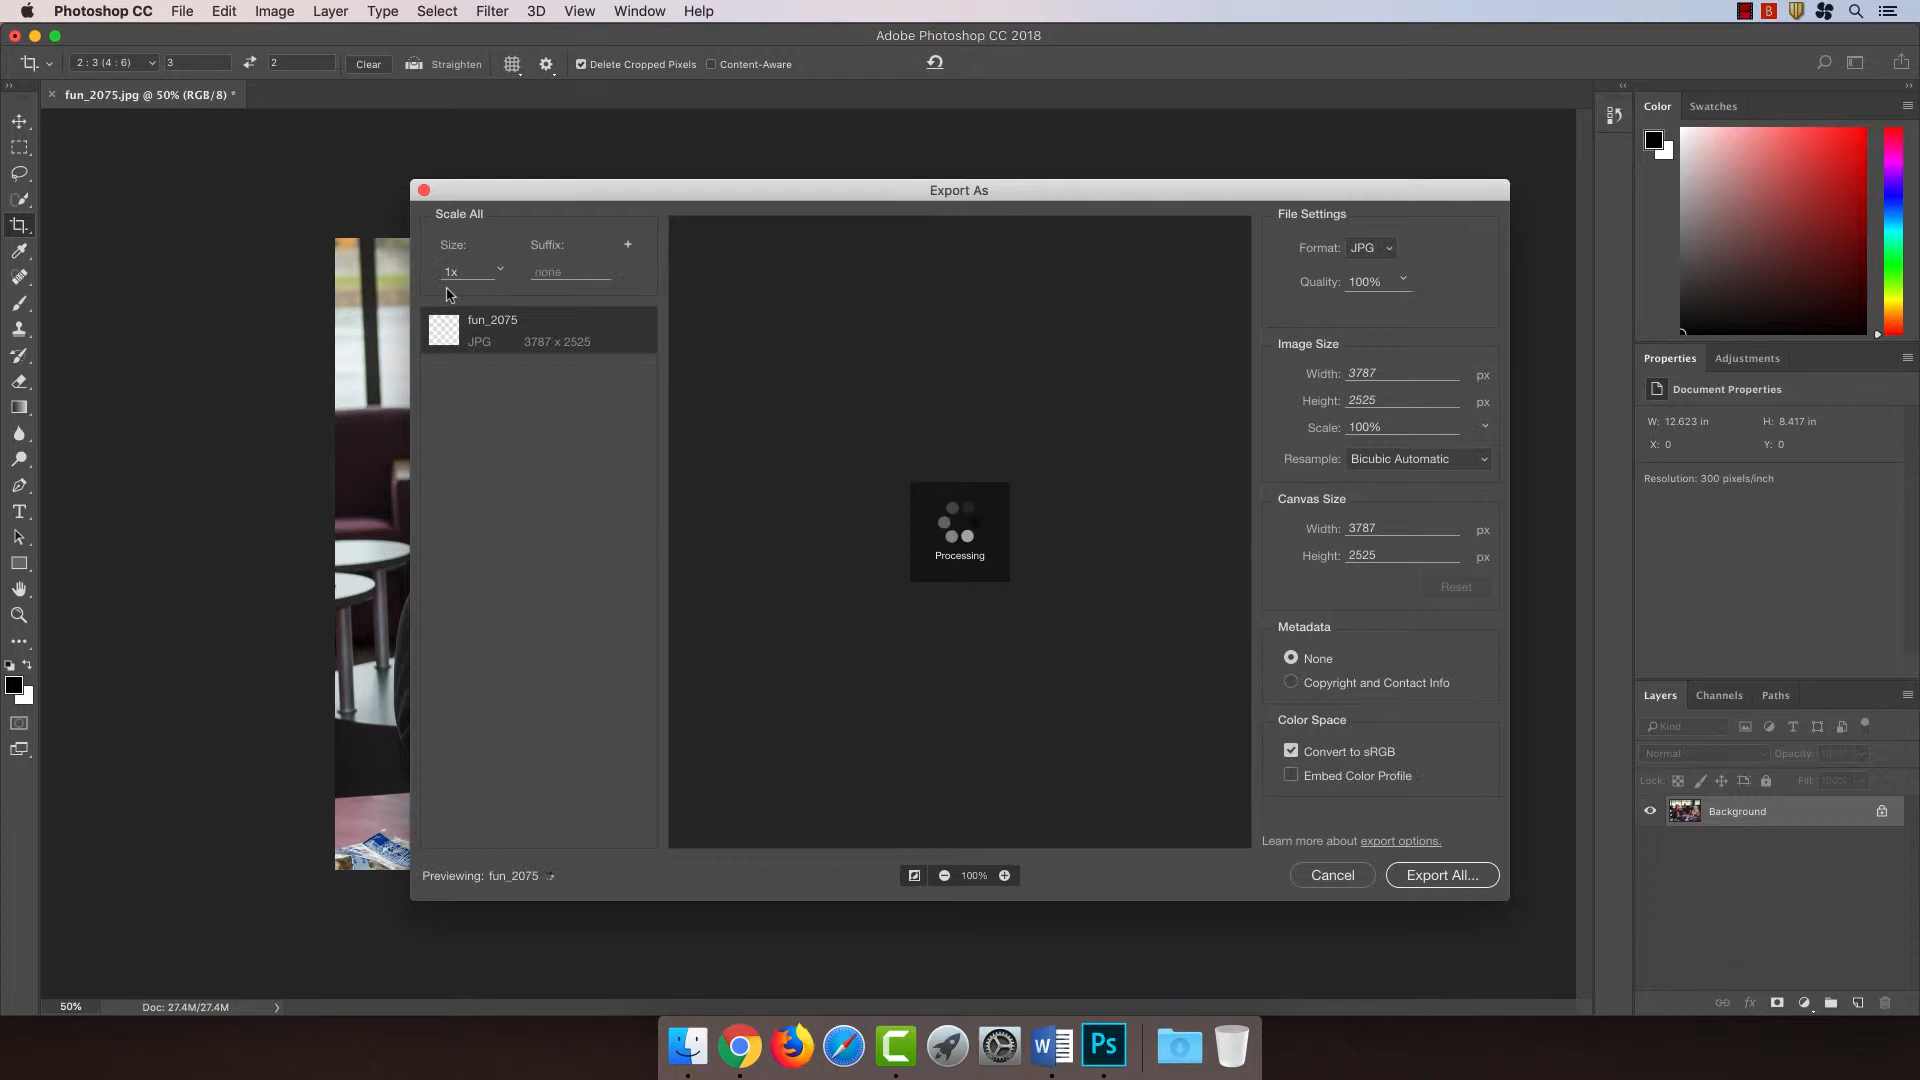 Photoshop CC File Edit Image Layer Type Select Filter 3D View Window Help
Adobe Photoshop CC 2018
2 : 3 (4 : 6) 3 2 Clear Straighten Delete Cropped Pixels Content-Aware
fun_2075.jpg @ 50% (RGB/8) *
Color Swatches
Export As
Scale All
Size: Suffix: +
1x none
fun_2075
JPG 3787 x 2525
Processing
Previewing: fun_2075
100%
File Settings
Format: JPG
Quality: 100%
Image Size
Width: 3787 px
Height: 2525 px
Scale: 100%
Resample: Bicubic Automatic
Canvas Size
Width: 3787 px
Height: 2525 px
Reset
Metadata
None
Copyright and Contact Info
Color Space
Convert to sRGB
Embed Color Profile
Learn more about export options.
Cancel Export All...
Properties Adjustments
Document Properties
W: 12.623 in H: 8.417 in
X: 0 Y: 0
Resolution: 300 pixels/inch
Layers Channels Paths
Kind
Normal Opacity: 100%
Lock: Fill: 100%
Background
fx
50% Doc: 27.4M/27.4M
W Ps